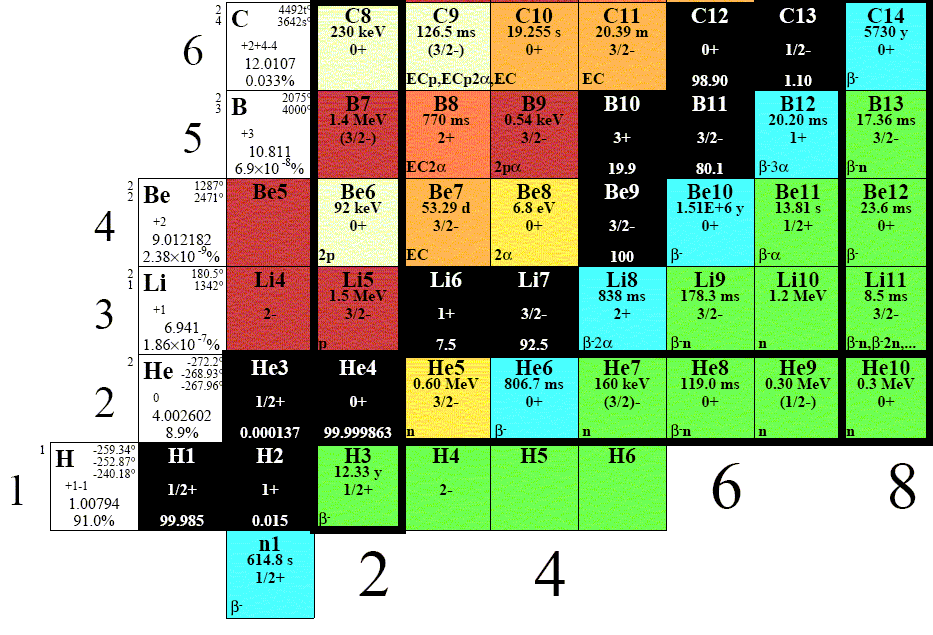 6
2
4
C
4492t°
3642s°
+2+4-4
12.0107
0.033%
C8
230 keV
0+
C9
126.5 ms
(3/2-)
ECp,ECp2α,...
C10
19.255 s
0+
EC
C11
20.39 m
3/2-
EC
C12
0+
98.90
C13
1/2-
1.10
C14
5730 y
0+
β-
5
2
3
B
2075°
4000°
+3
10.811
6.9×10 -8%
B7
1.4 MeV
(3/2-)
B8
770 ms
2+
EC2α
B9
0.54 keV
3/2-
2pα
B10
3+
19.9
B11
3/2-
80.1
B12
20.20 ms
1+
β-3α
B13
17.36 ms
3/2-
β-n
4
2
2
Be
1287°
2471°
+2
9.012182
2.38×10 -9%
Be5
Be6
92 keV
0+
2p
Be7
53.29 d
3/2-
EC
Be8
6.8 eV
0+
2α
Be9
3/2-
100
Be10
1.51E+6 y
0+
β-
Be11
13.81 s
1/2+
β-α
Be12
23.6 ms
0+
β-
3
2
1
Li
180.5°
1342°
+1
6.941
1.86×10 -7%
Li4
2-
Li5
1.5 MeV
3/2-
p
Li6
1+
7.5
Li7
3/2-
92.5
Li8
838 ms
2+
β-2α
Li9
178.3 ms
3/2-
β-n
Li10
1.2 MeV
n
Li11
8.5 ms
3/2-
β-n,β-2n,...
2
2
He
-272.2°
-268.93°
-267.96°
0
4.002602
8.9%
He3
1/2+
0.000137
He4
0+
99.999863
He5
0.60 MeV
3/2-
n
He6
806.7 ms
0+
β-
He7
160 keV
(3/2)-
n
He8
119.0 ms
0+
β-n
He9
0.30 MeV
(1/2-)
n
He10
0.3 MeV
0+
n
1
1
H
-259.34°
-252.87°
-240.18°
+1-1
1.00794
91.0%
H1
1/2+
99.985
H2
1+
0.015
H3
12.33 y
1/2+
β-
H4
2-
H5
H6
6
8
n1
614.8 s
1/2+
β-
2
4